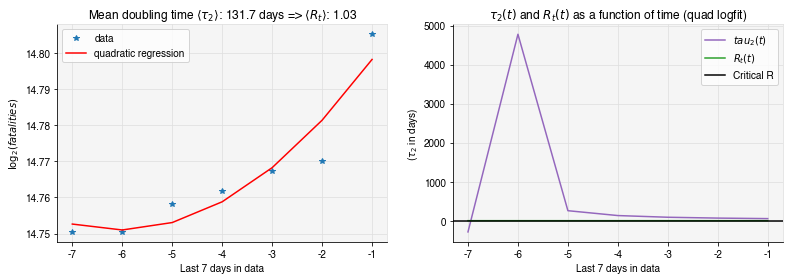 Mean doubling time ⟨τ₂⟩: 131.7 days => ⟨Rₜ⟩: 1.03
data
quadratic regression
14.80
14.79
14.78
14.77
14.76
14.75
log₂(fatalities)
-7 -6 -5 -4 -3 -2 -1
Last 7 days in data
τ₂(t) and Rₜ(t) as a function of time (quad logfit)
tau₂(t)
Rₜ(t)
Critical R
5000
4000
3000
2000
1000
0
(τ₂ in days)
-7 -6 -5 -4 -3 -2 -1
Last 7 days in data